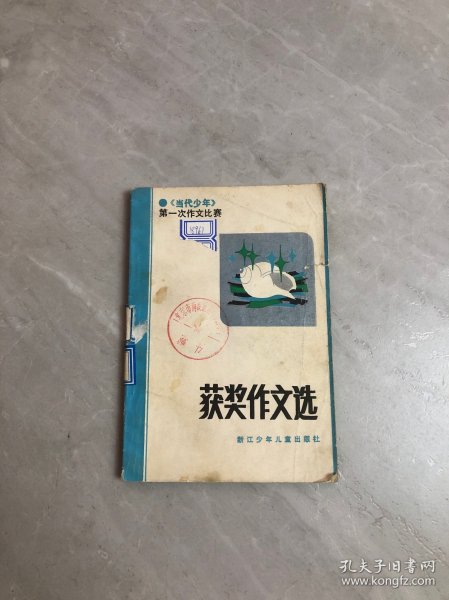 《当代少年》
第一次作文比赛
获奖作文选
浙江少年儿童出版社
孔夫子旧书网
www.kongfz.com